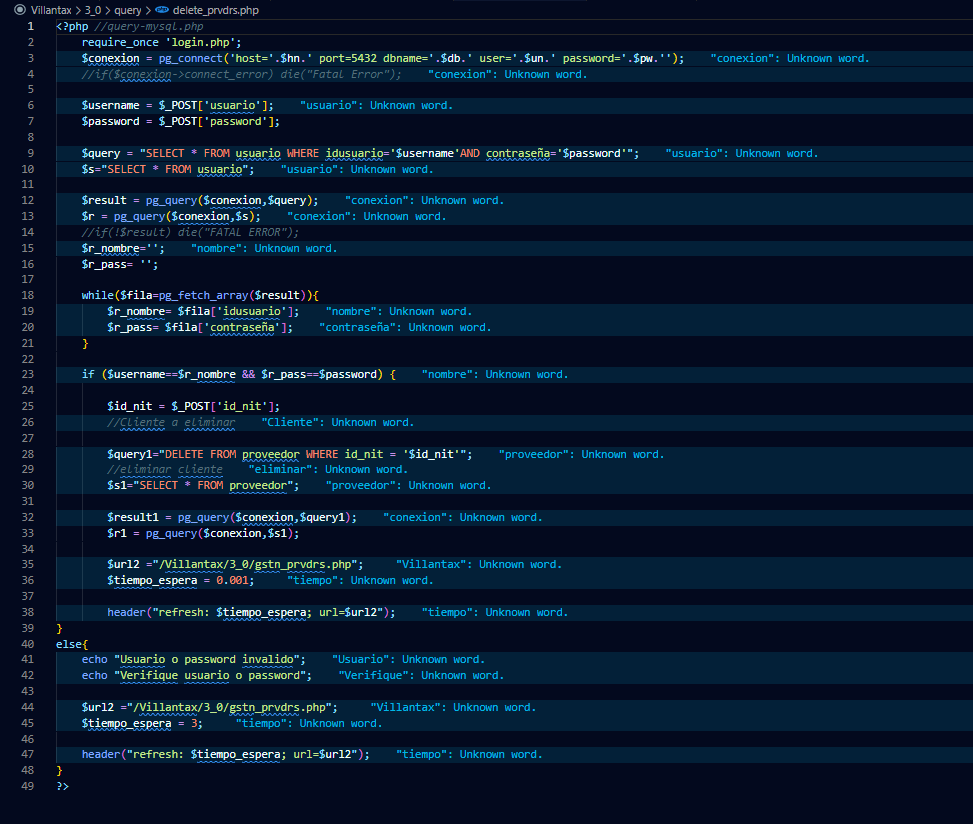 Villantax > 3_0 > query > php delete_prvdrs.php
1 <?php //query-mysql.php
2 require_once 'login.php';
3 $conexion = pg_connect('host='.$hn.' port=5432 dbname='.$db.' user='.$un.' password='.$pw.''); "conexion": Unknown word.
4 //if($conexion->connect_error) die("Fatal Error"); "conexion": Unknown word.
5
6 $username = $_POST['usuario']; "usuario": Unknown word.
7 $password = $_POST['password'];
8
9 $query = "SELECT * FROM usuario WHERE idusuario='$username'AND contraseña='$password'"; "usuario": Unknown word.
10 $s="SELECT * FROM usuario"; "usuario": Unknown word.
11
12 $result = pg_query($conexion,$query); "conexion": Unknown word.
13 $r = pg_query($conexion,$s); "conexion": Unknown word.
14 //if(!$result) die("FATAL ERROR");
15 $r_nombre=''; "nombre": Unknown word.
16 $r_pass= '';
17
18 while($fila=pg_fetch_array($result)){
19 $r_nombre= $fila['idusuario']; "nombre": Unknown word.
20 $r_pass= $fila['contraseña']; "contraseña": Unknown word.
21 }
22
23 if ($username==$r_nombre && $r_pass==$password) { "nombre": Unknown word.
24
25 $id_nit = $_POST['id_nit'];
26 //Cliente a eliminar "Cliente": Unknown word.
27
28 $query1="DELETE FROM proveedor WHERE id_nit = '$id_nit'"; "proveedor": Unknown word.
29 //eliminar cliente "eliminar": Unknown word.
30 $s1="SELECT * FROM proveedor"; "proveedor": Unknown word.
31
32 $result1 = pg_query($conexion,$query1); "conexion": Unknown word.
33 $r1 = pg_query($conexion,$s1);
34
35 $url2 ="/Villantax/3_0/gstn_prvdrs.php"; "Villantax": Unknown word.
36 $tiempo_espera = 0.001; "tiempo": Unknown word.
37
38 header("refresh: $tiempo_espera; url=$url2"); "tiempo": Unknown word.
39 }
40 else{
41 echo "Usuario o password invalido"; "Usuario": Unknown word.
42 echo "Verifique usuario o password"; "Verifique": Unknown word.
43
44 $url2 ="/Villantax/3_0/gstn_prvdrs.php"; "Villantax": Unknown word.
45 $tiempo_espera = 3; "tiempo": Unknown word.
46
47 header("refresh: $tiempo_espera; url=$url2"); "tiempo": Unknown word.
48 }
49 ?>